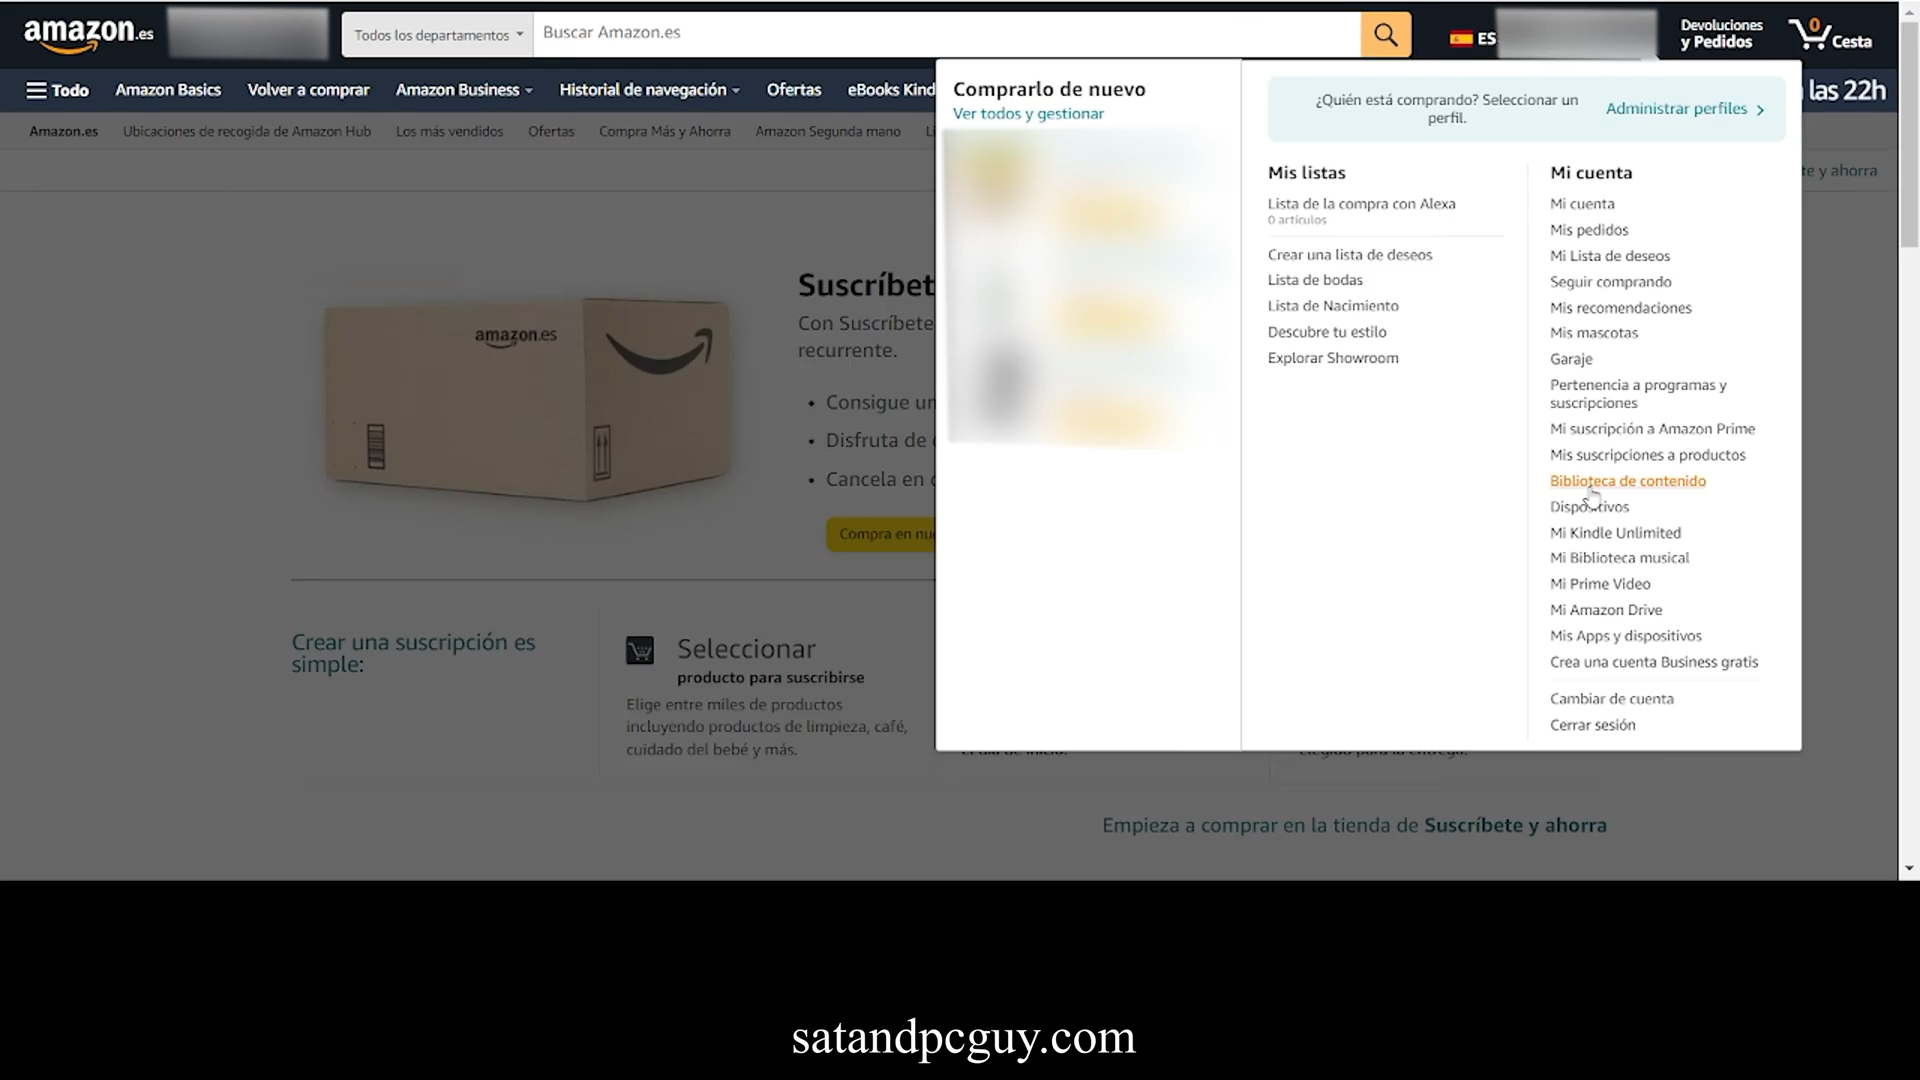 amazon.es
Todos los departamentos
Buscar Amazon.es
ES
Devoluciones
y Pedidos
0
Cesta
Todo
Amazon Basics
Volver a comprar
Amazon Business
Historial de navegación
Ofertas
eBooks Kind
las 22h
Amazon.es
Ubicaciones de recogida de Amazon Hub
Los más vendidos
Ofertas
Compra Más y Ahorra
Amazon Segunda mano
Li
te y ahorra
Comprarlo de nuevo
Ver todos y gestionar
¿Quién está comprando? Seleccionar un
perfil.
Administrar perfiles
Mis listas
Lista de la compra con Alexa
0 artículos
Crear una lista de deseos
Lista de bodas
Lista de Nacimiento
Descubre tu estilo
Explorar Showroom
Mi cuenta
Mi cuenta
Mis pedidos
Mi Lista de deseos
Seguir comprando
Mis recomendaciones
Mis mascotas
Garaje
Pertenencia a programas y
suscripciones
Mi suscripción a Amazon Prime
Mis suscripciones a productos
Biblioteca de contenido
Dispositivos
Mi Kindle Unlimited
Mi Biblioteca musical
Mi Prime Video
Mi Amazon Drive
Mis Apps y dispositivos
Crea una cuenta Business gratis
Cambiar de cuenta
Cerrar sesión
amazon.es
Suscríbet
Con Suscríbete
recurrente.
• Consigue un
• Disfruta de
• Cancela en
Compra en nu
Crear una suscripción es
simple:
Seleccionar
producto para suscribirse
Elige entre miles de productos
incluyendo productos de limpieza, café,
cuidado del bebé y más.
el día de inicio.
elegido para la entrega.
Empieza a comprar en la tienda de Suscríbete y ahorra
satandpcguy.com